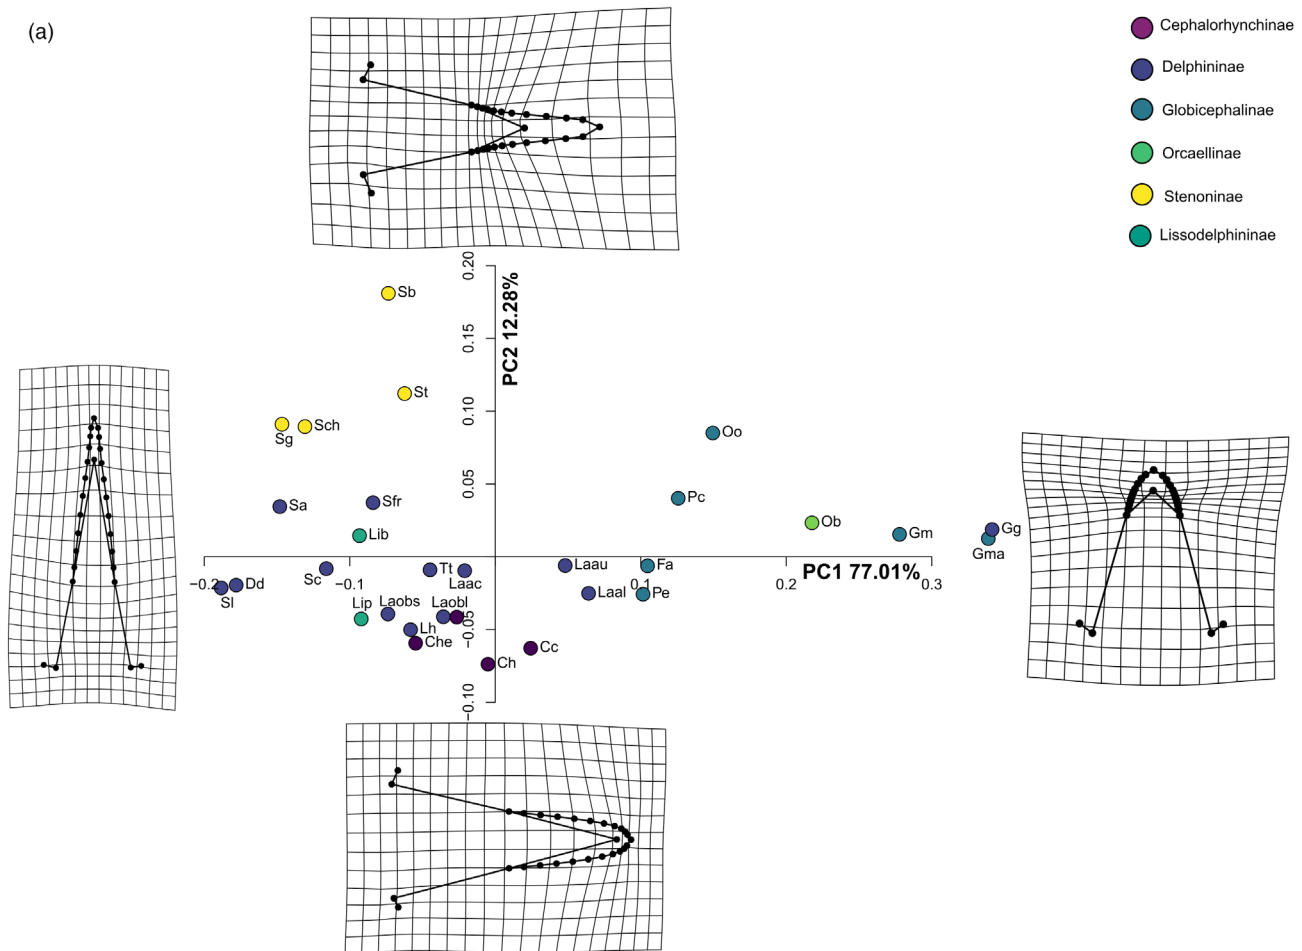 (a)
Cephalorhynchinae
Delphininae
Globicephalinae
Orcaellinae
Stenoninae
Lissodelphininae
0.20
0.15
0.10
0.05
−0.05
−0.10
PC2 12.28%
−0.2
−0.1
0.1
0.2
0.3
PC1 77.01%
Sb
St
Sg
Sch
Sa
Sfr
Lib
Oo
Pc
Ob
Gm
Gg
Gma
Sl
Dd
Sc
Tt
Laac
Laau
Fa
Laal
Pe
Lip
Laobs
Laobl
Lh
Che
Ch
Cc